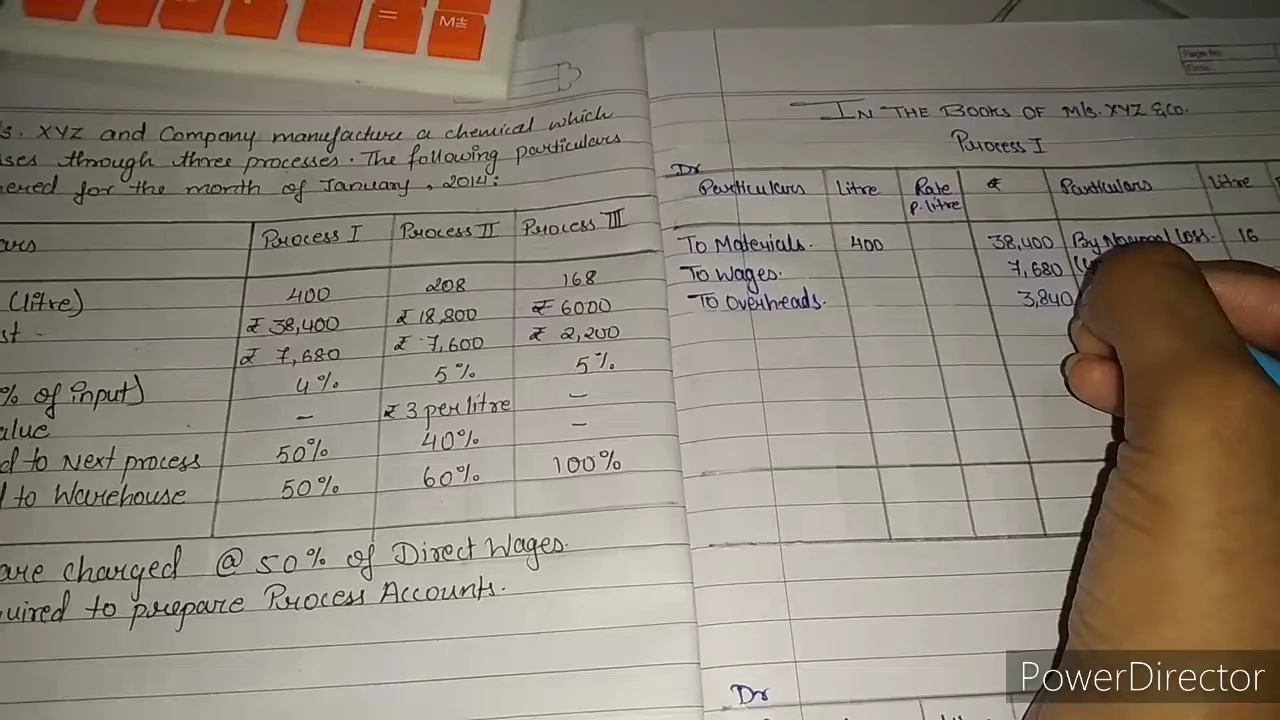 = M±
s. XYZ and Company manufacture a chemical which
ses through three processes. The following particulars
ered for the month of January, 2014:
ars Process I Process II Process III
(litre) 400 208 168
st - ₹ 38,400 ₹ 18,800 ₹ 6000
₹ 7,680 ₹ 7,600 ₹ 2,200
% of input) 4% 5% 5%
alue - ₹ 3 per litre -
d to Next process 50% 40% -
to Warehouse 50% 60% 100%
are charged @ 50% of Direct Wages.
uired to prepare Process Accounts.
Page No.
IN THE BOOKS OF M/s. XYZ & CO.
Process I
Dr
Particulars Litre Rate p.litre ₹ Particulars Litre
To Materials. 400 38,400 By Normal Loss. 16
To Wages. 7,680
To Overheads. 3,840
Dr
PowerDirector